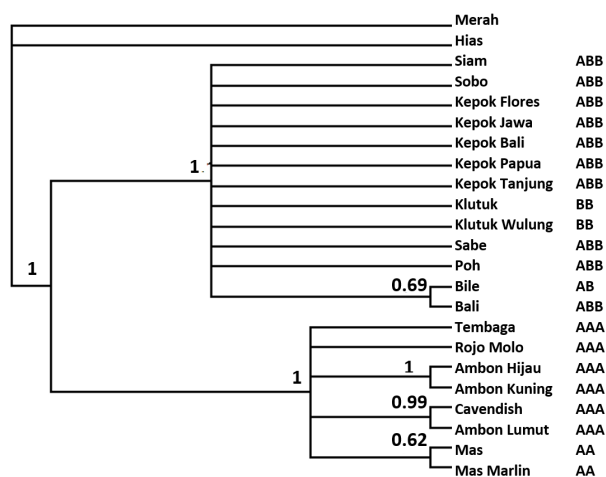 Merah
Hias
Siam ABB
Sobo ABB
Kepok Flores ABB
Kepok Jawa ABB
Kepok Bali ABB
1 Kepok Papua ABB
Kepok Tanjung ABB
Klutuk BB
Klutuk Wulung BB
Sabe ABB
1 Poh ABB
0.69 Bile AB
Bali ABB
Tembaga AAA
Rojo Molo AAA
1 Ambon Hijau AAA
1 Ambon Kuning AAA
0.99 Cavendish AAA
Ambon Lumut AAA
0.62 Mas AA
Mas Marlin AA